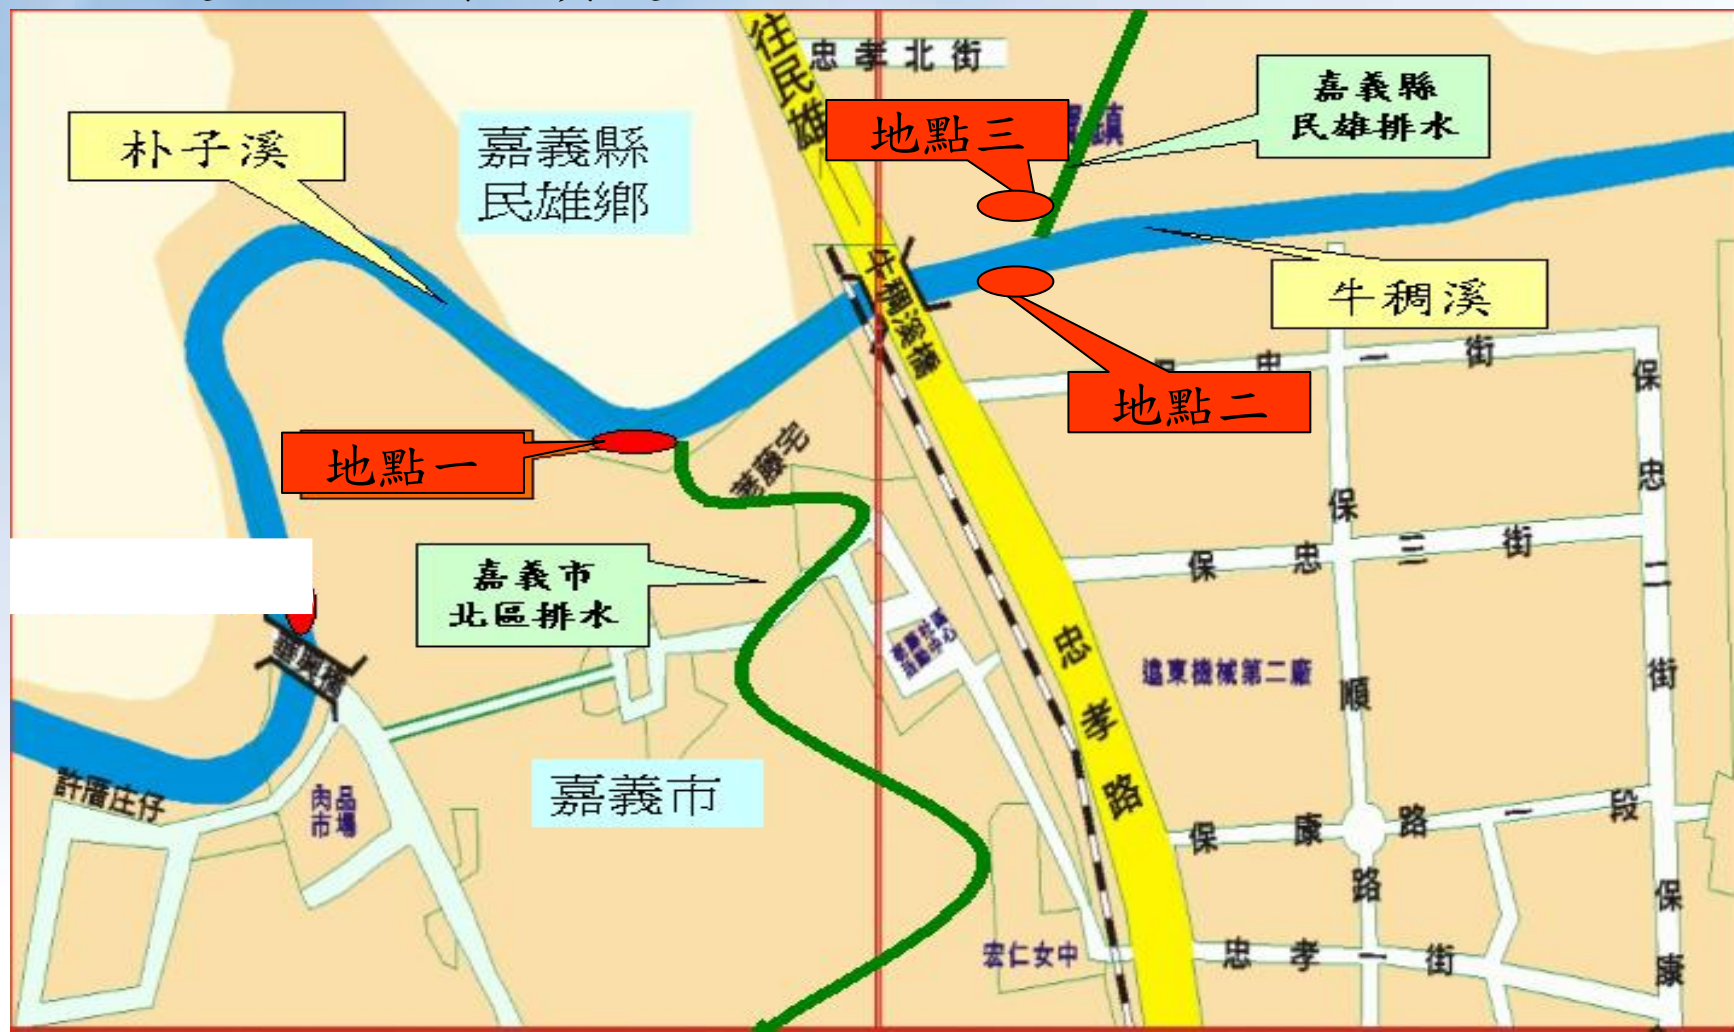 往民雄
忠孝北街
嘉義縣
民雄排水
地點三
朴子溪
嘉義縣
民雄鄉
牛稠溪
牛稠溪橋
保忠一街
地點二
地點一
保忠二街
嘉義市
北區排水
保忠三街
遠東機械第二廠
保順路
忠孝路
許厝庄仔
肉品
市場
嘉義市
保康路一段
宏仁女中
忠孝一街
保康